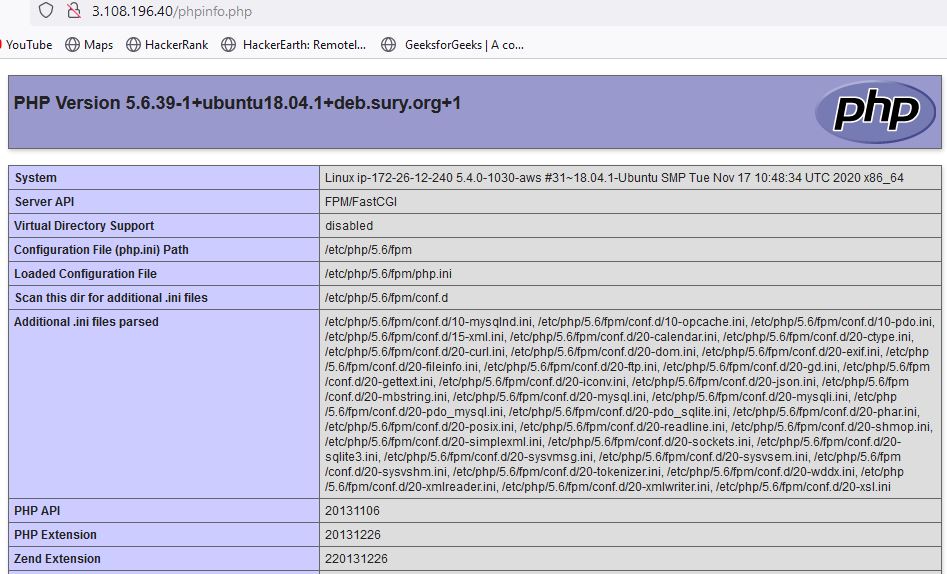 3.108.196.40/phpinfo.php
YouTube Maps HackerRank HackerEarth: Remotel... GeeksforGeeks | A co...
PHP Version 5.6.39-1+ubuntu18.04.1+deb.sury.org+1
php
System Linux ip-172-26-12-240 5.4.0-1030-aws #31~18.04.1-Ubuntu SMP Tue Nov 17 10:48:34 UTC 2020 x86_64
Server API FPM/FastCGI
Virtual Directory Support disabled
Configuration File (php.ini) Path /etc/php/5.6/fpm
Loaded Configuration File /etc/php/5.6/fpm/php.ini
Scan this dir for additional .ini files /etc/php/5.6/fpm/conf.d
Additional .ini files parsed /etc/php/5.6/fpm/conf.d/10-mysqlnd.ini, /etc/php/5.6/fpm/conf.d/10-opcache.ini, /etc/php/5.6/fpm/conf.d/10-pdo.ini,
/etc/php/5.6/fpm/conf.d/15-xml.ini, /etc/php/5.6/fpm/conf.d/20-calendar.ini, /etc/php/5.6/fpm/conf.d/20-ctype.ini,
/etc/php/5.6/fpm/conf.d/20-curl.ini, /etc/php/5.6/fpm/conf.d/20-dom.ini, /etc/php/5.6/fpm/conf.d/20-exif.ini, /etc/php
/5.6/fpm/conf.d/20-fileinfo.ini, /etc/php/5.6/fpm/conf.d/20-ftp.ini, /etc/php/5.6/fpm/conf.d/20-gd.ini, /etc/php/5.6/fpm
/conf.d/20-gettext.ini, /etc/php/5.6/fpm/conf.d/20-iconv.ini, /etc/php/5.6/fpm/conf.d/20-json.ini, /etc/php/5.6/fpm
/conf.d/20-mbstring.ini, /etc/php/5.6/fpm/conf.d/20-mysql.ini, /etc/php/5.6/fpm/conf.d/20-mysqli.ini, /etc/php
/5.6/fpm/conf.d/20-pdo_mysql.ini, /etc/php/5.6/fpm/conf.d/20-pdo_sqlite.ini, /etc/php/5.6/fpm/conf.d/20-phar.ini,
/etc/php/5.6/fpm/conf.d/20-posix.ini, /etc/php/5.6/fpm/conf.d/20-readline.ini, /etc/php/5.6/fpm/conf.d/20-shmop.ini,
/etc/php/5.6/fpm/conf.d/20-simplexml.ini, /etc/php/5.6/fpm/conf.d/20-sockets.ini, /etc/php/5.6/fpm/conf.d/20-
sqlite3.ini, /etc/php/5.6/fpm/conf.d/20-sysvmsg.ini, /etc/php/5.6/fpm/conf.d/20-sysvsem.ini, /etc/php/5.6/fpm
/conf.d/20-sysvshm.ini, /etc/php/5.6/fpm/conf.d/20-tokenizer.ini, /etc/php/5.6/fpm/conf.d/20-wddx.ini, /etc/php
/5.6/fpm/conf.d/20-xmlreader.ini, /etc/php/5.6/fpm/conf.d/20-xmlwriter.ini, /etc/php/5.6/fpm/conf.d/20-xsl.ini
PHP API 20131106
PHP Extension 20131226
Zend Extension 220131226